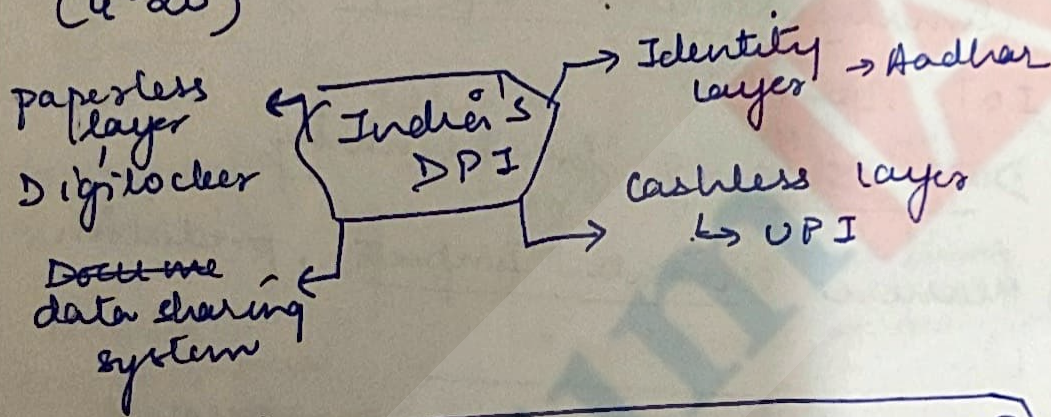 paperless
layer
Digilocker
India's
DPI
Identity
layer → Aadhar
Cashless layer
↳ UPI
data sharing
system